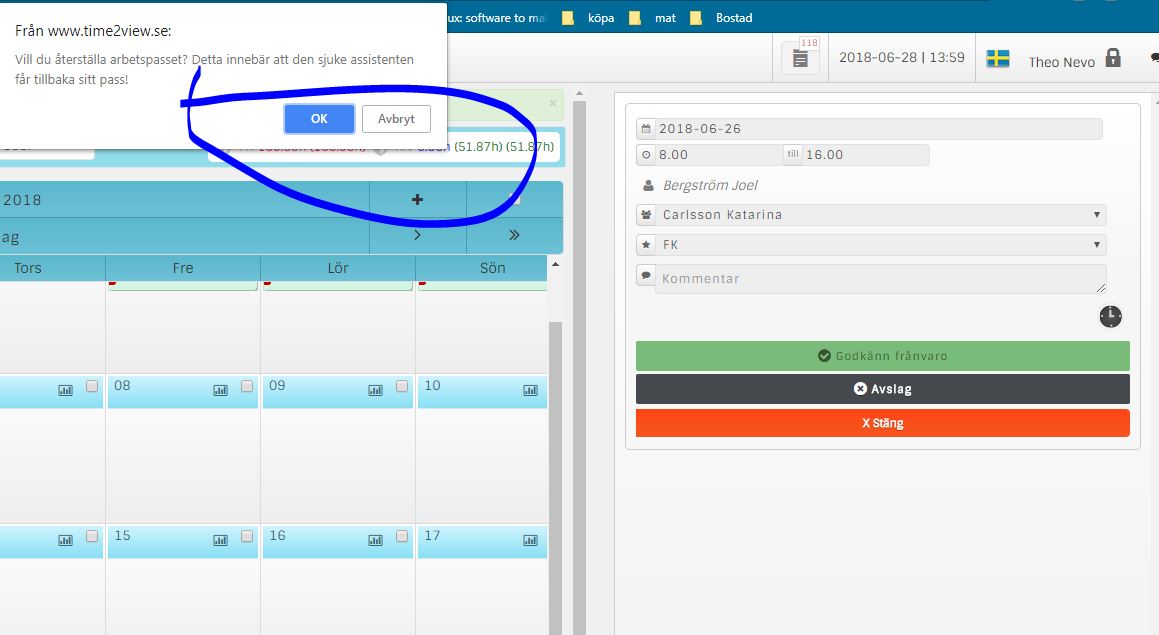 Från www.time2view.se:
Vill du återställa arbetspasset? Detta innebär att den sjuke assistenten
får tillbaka sitt pass!
OK
Avbryt
ux: software to mal
köpa
mat
Bostad
118
2018-06-28 | 13:59
Theo Nevo
(51.87h) (51.87h)
2018
ag
Tors
Fre
Lör
Sön
08
09
10
15
16
17
2018-06-26
8.00
till
16.00
Bergström Joel
Carlsson Katarina
FK
Kommentar
Godkänn frånvaro
Avslag
X Stäng